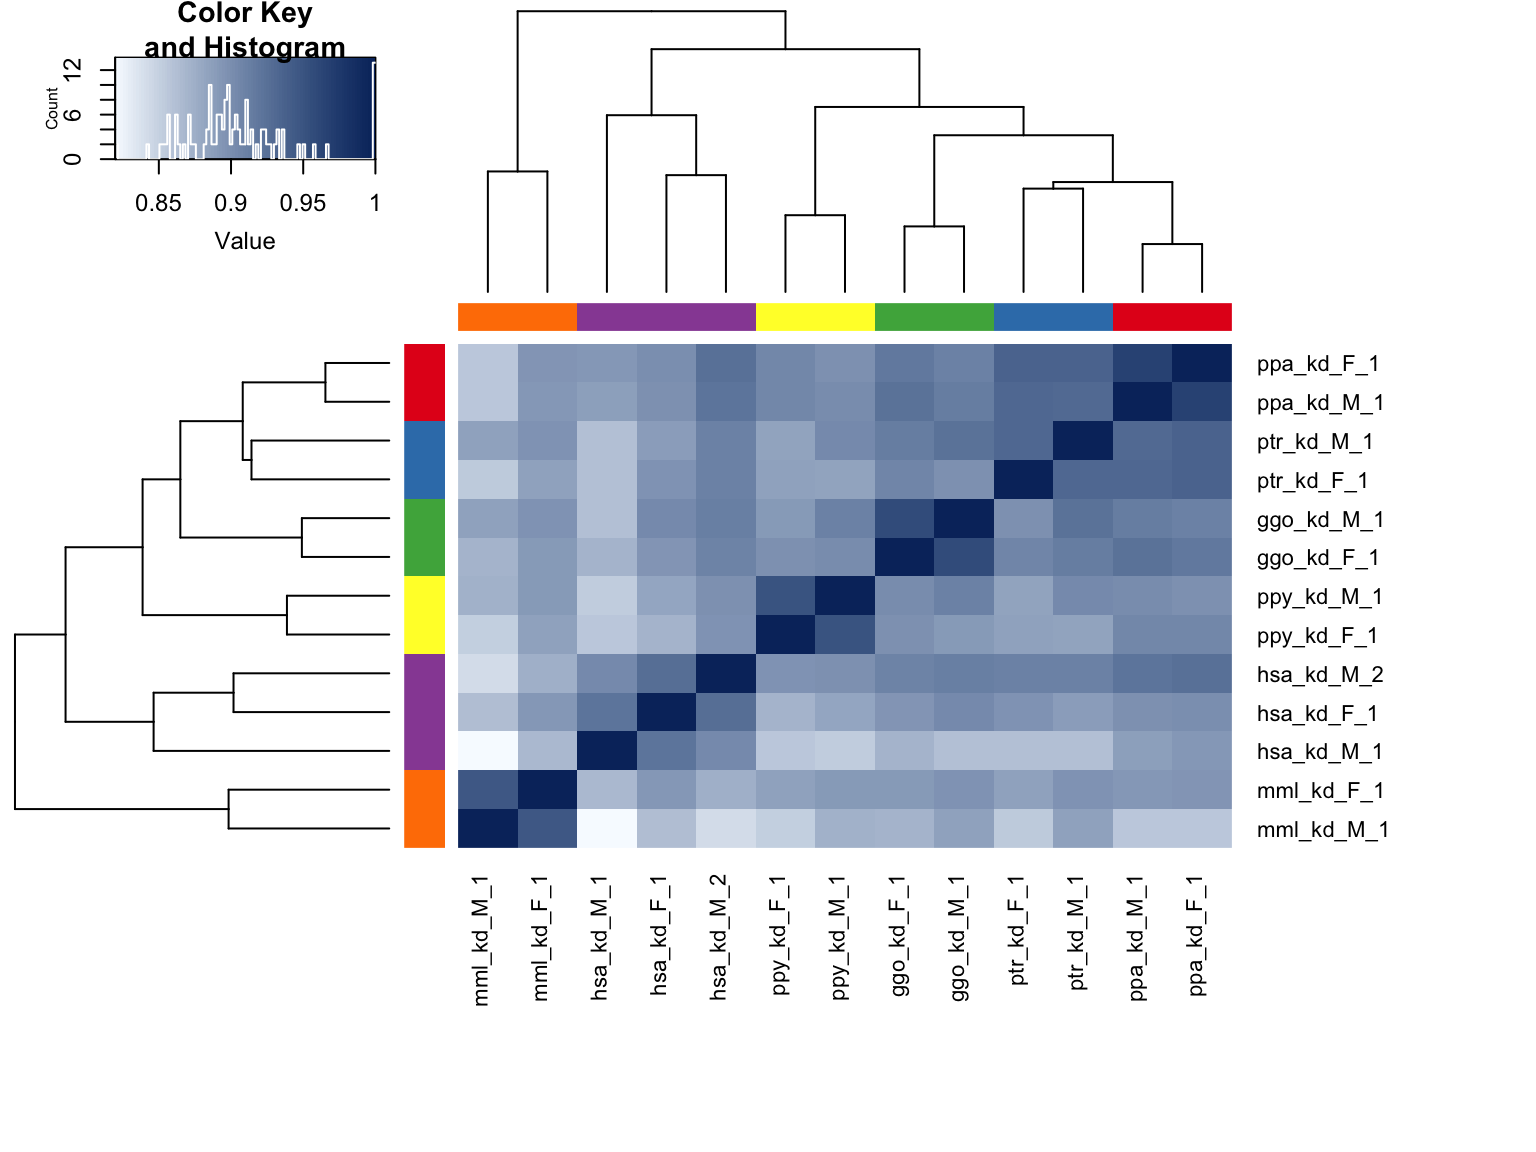 Color Key
and Histogram
Count
0 6 12
0.85 0.9 0.95 1
Value
ppa_kd_F_1
ppa_kd_M_1
ptr_kd_M_1
ptr_kd_F_1
ggo_kd_M_1
ggo_kd_F_1
ppy_kd_M_1
ppy_kd_F_1
hsa_kd_M_2
hsa_kd_F_1
hsa_kd_M_1
mml_kd_F_1
mml_kd_M_1
mml_kd_M_1
mml_kd_F_1
hsa_kd_M_1
hsa_kd_F_1
hsa_kd_M_2
ppy_kd_F_1
ppy_kd_M_1
ggo_kd_F_1
ggo_kd_M_1
ptr_kd_F_1
ptr_kd_M_1
ppa_kd_M_1
ppa_kd_F_1